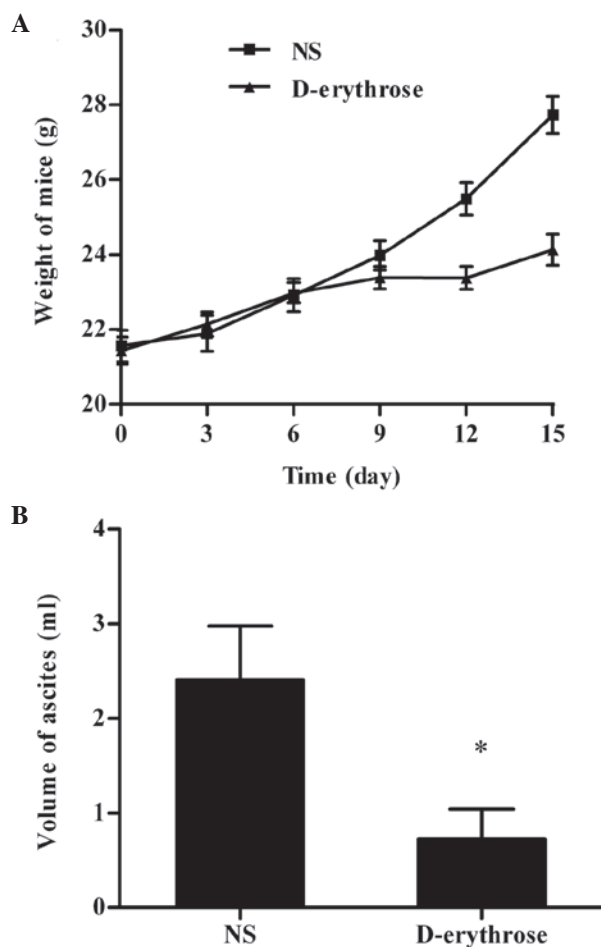 A
30
28
26
24
22
20
Weight of mice (g)
NS
D-erythrose
0 3 6 9 12 15
Time (day)
B
4
3
2
1
0
Volume of ascites (ml)
*
NS D-erythrose